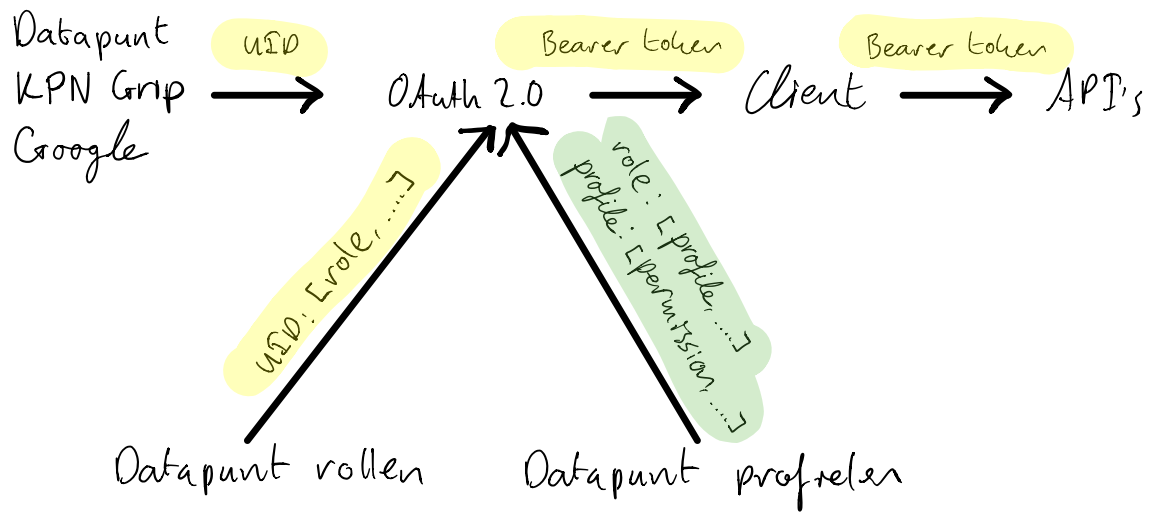 Datapunt
KPN Grip
Google
UID
OAuth 2.0
Bearer token
Client
Bearer token
API's
UID: [role, .....]
role: [profile, .....]
profile: [permission, .....]
Datapunt rollen
Datapunt profielen